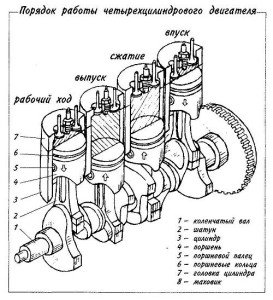 Порядок работы четырехцилиндрового двигателя
впуск
сжатие
выпуск
рабочий ход
7
6
5
4
3
2
1
8
1 – коленчатый вал
2 – шатун
3 – цилиндр
4 – поршень
5 – поршневой палец
6 – поршневые кольца
7 – головка цилиндра
8 – маховик